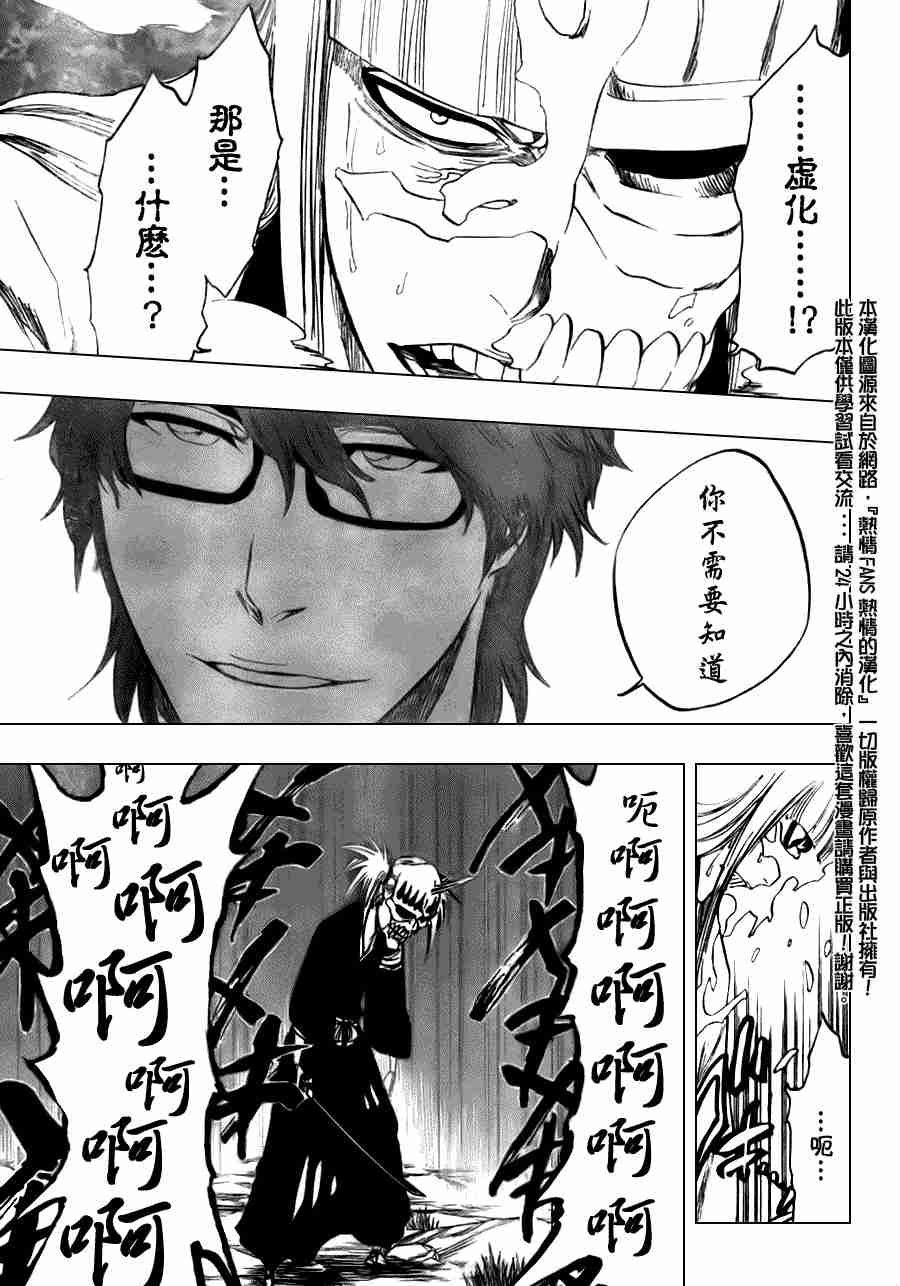 ……虛化……!?
那是…
…什麽…?
你不需要知道
…呃…
呃啊啊啊啊啊啊
啊
啊
啊
啊
啊
啊
啊
啊
本漢化圖源來自於網路.『熱情FANS熱情的漢化』一切版權歸原作者與出版社擁有!
此版本僅供學習試看交流…請24小時之內消除,喜歡這套漫畫請購買正版!謝謝。